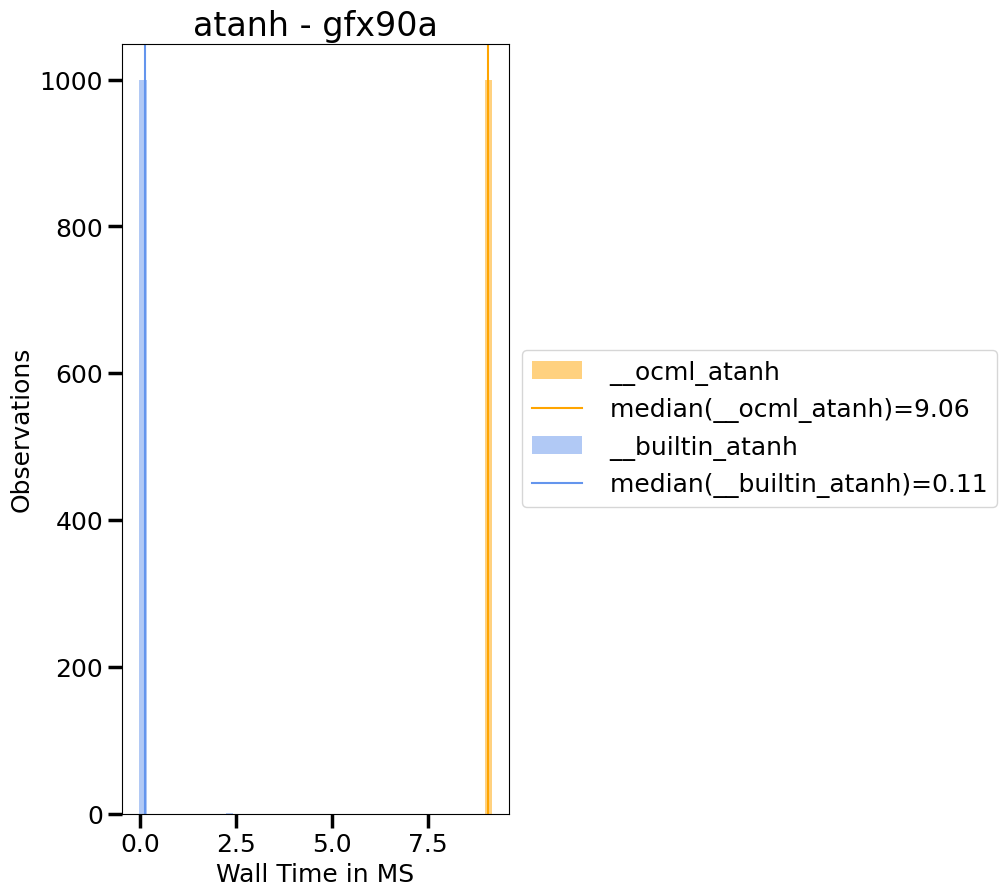 atanh - gfx90a
1000
800
600
400
200
0
Observations
0.0 2.5 5.0 7.5
Wall Time in MS
__ocml_atanh
median(__ocml_atanh)=9.06
__builtin_atanh
median(__builtin_atanh)=0.11